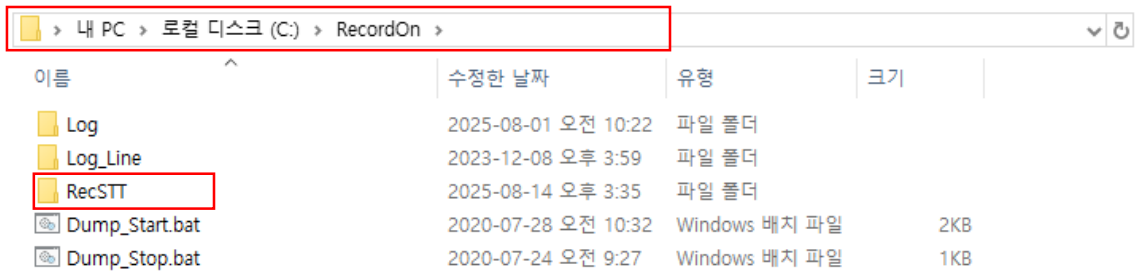 내 PC > 로컬 디스크 (C:) > RecordOn >
이름 수정한 날짜 유형 크기
Log 2025-08-01 오전 10:22 파일 폴더
Log_Line 2023-12-08 오후 3:59 파일 폴더
RecSTT 2025-08-14 오후 3:35 파일 폴더
Dump_Start.bat 2020-07-28 오전 10:32 Windows 배치 파일 2KB
Dump_Stop.bat 2020-07-24 오전 9:27 Windows 배치 파일 1KB